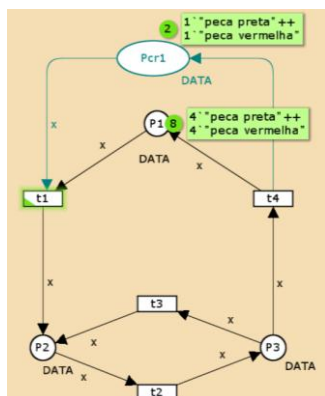 2
1`"peca preta"++
1`"peca vermelha"
Pcr1
DATA
x
P1
8
4`"peca preta"++
4`"peca vermelha"
DATA
x
x
t1
t4
x
x
t3
x
x
P2
P3
DATA
x
x
DATA
t2